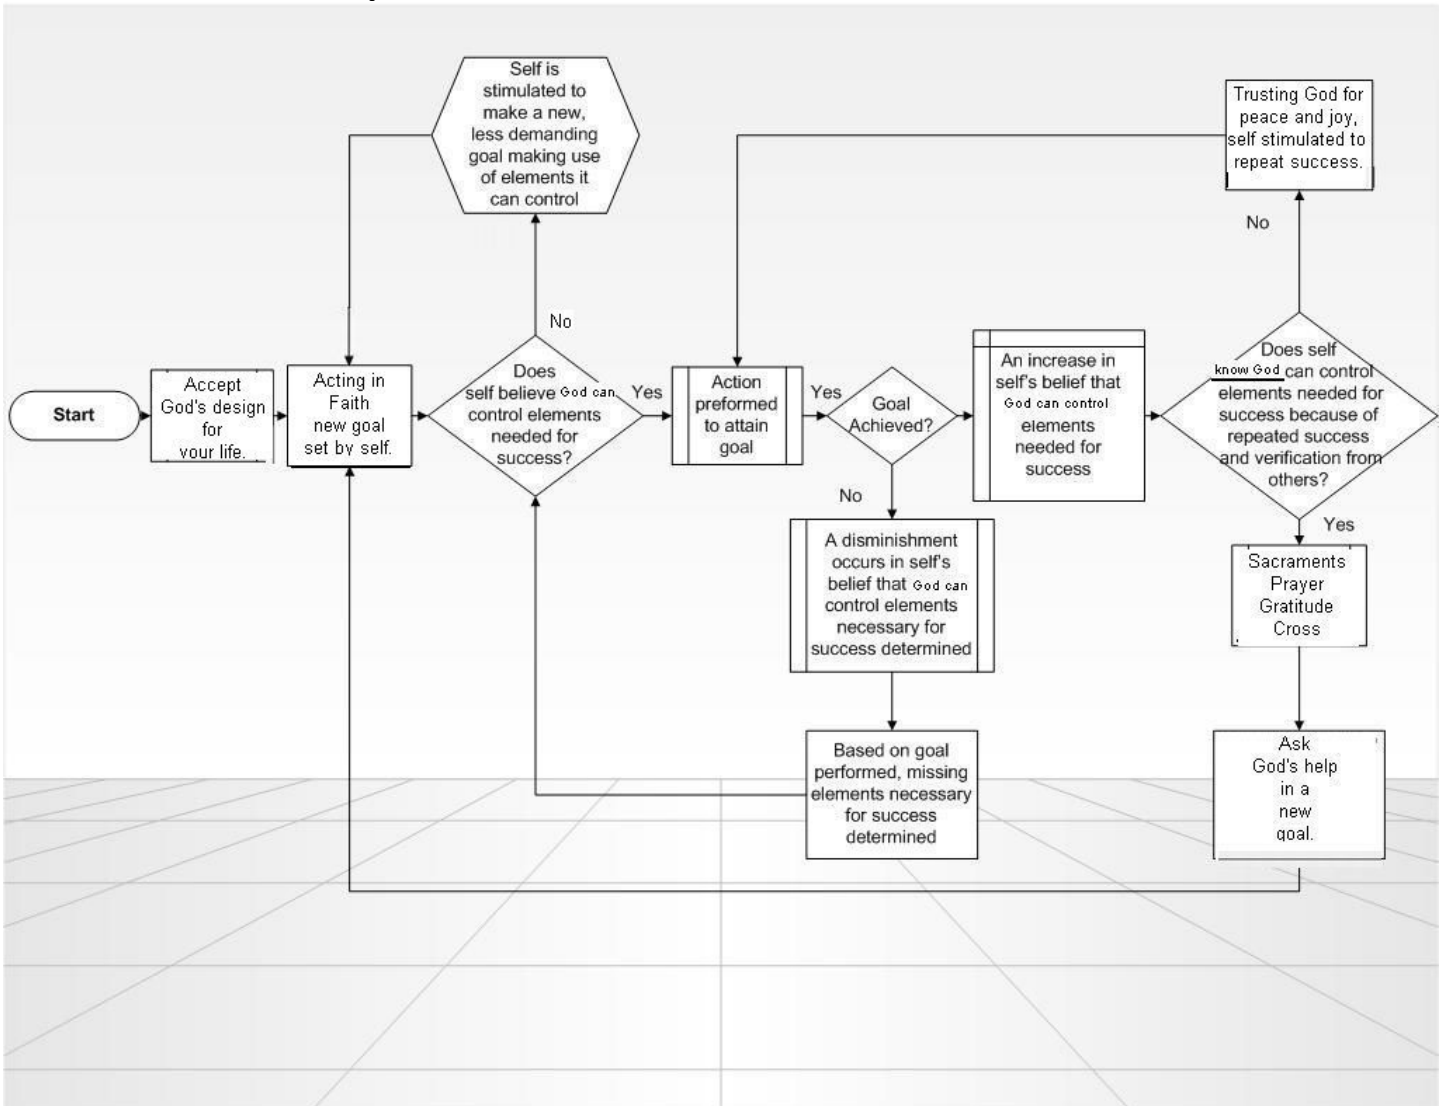 Self is
stimulated to
make a new,
less demanding
goal making use
of elements it
can control
Trusting God for
peace and joy,
self stimulated to
repeat success.
No
No
Start
Accept
God's design
for
your life.
Acting in
Faith
new goal
set by self.
Does
self believe God can
control elements
needed for
success?
Yes
Action
preformed
to attain
goal
Yes
Goal
Achieved?
An increase in
self's belief that
God can control
elements
needed for
success
Does self
know God can control
elements needed for
success because of
repeated success
and verification from
others?
No
Yes
A disminishment
occurs in self's
belief that God can
control elements
necessary for
success determined
Sacraments
Prayer
Gratitude
Cross
Based on goal
performed, missing
elements necessary
for success
determined
Ask
God's help
in a
new
goal.